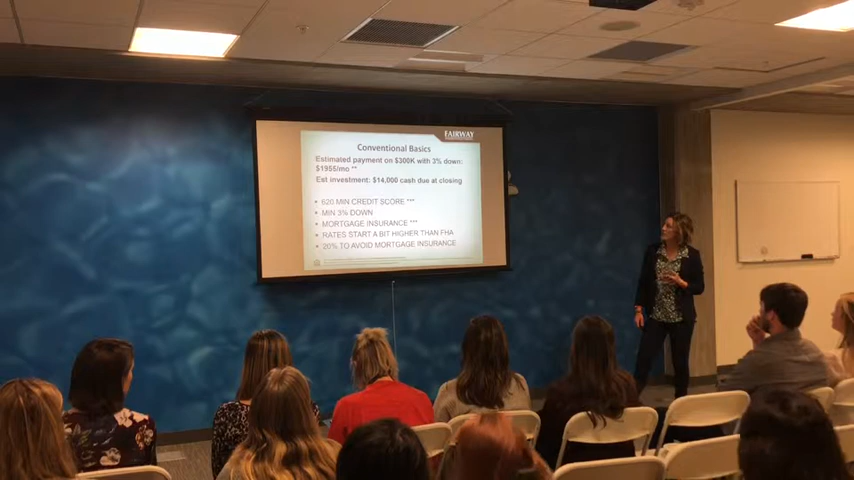 FAIRWAY
Conventional Basics
Estimated payment on $300K with 3% down:
$1955/mo **
Est investment: $14,000 cash due at closing
• 620 MIN CREDIT SCORE ***
• MIN 3% DOWN
• MORTGAGE INSURANCE ***
• RATES START A BIT HIGHER THAN FHA
• 20% TO AVOID MORTGAGE INSURANCE